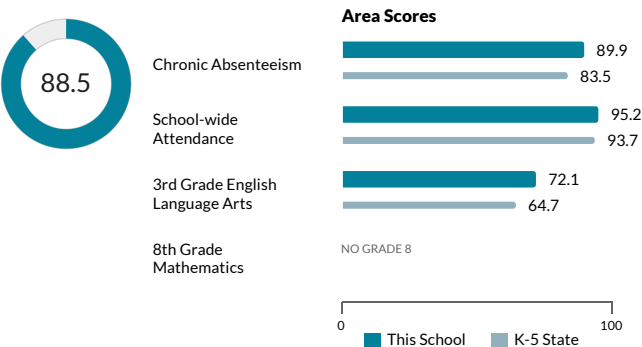 Area Scores
88.5
Chronic Absenteeism
89.9
83.5
School-wide
Attendance
95.2
93.7
3rd Grade English
Language Arts
72.1
64.7
8th Grade
Mathematics
NO GRADE 8
0
100
This School
K-5 State